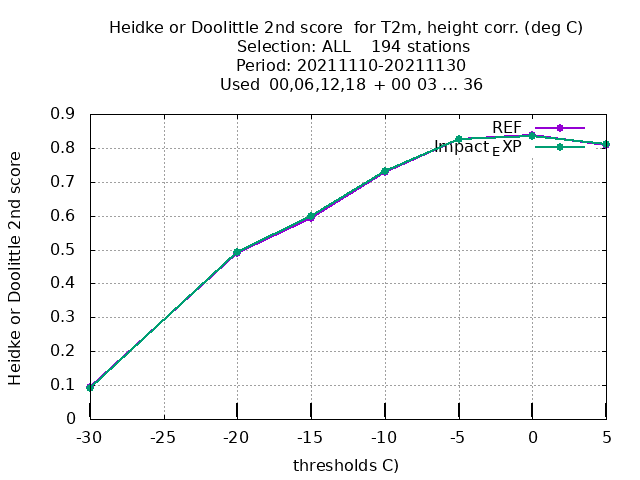 Heidke or Doolittle 2nd score  for T2m, height corr. (deg C)
Selection: ALL    194 stations
Period: 20211110-20211130
Used  00,06,12,18  + 00 03 ... 36
Heidke or Doolittle 2nd score
0.9
0.8
0.7
0.6
0.5
0.4
0.3
0.2
0.1
0
REF
Impact_EXP
-30
-25
-20
-15
-10
-5
0
5
thresholds C)